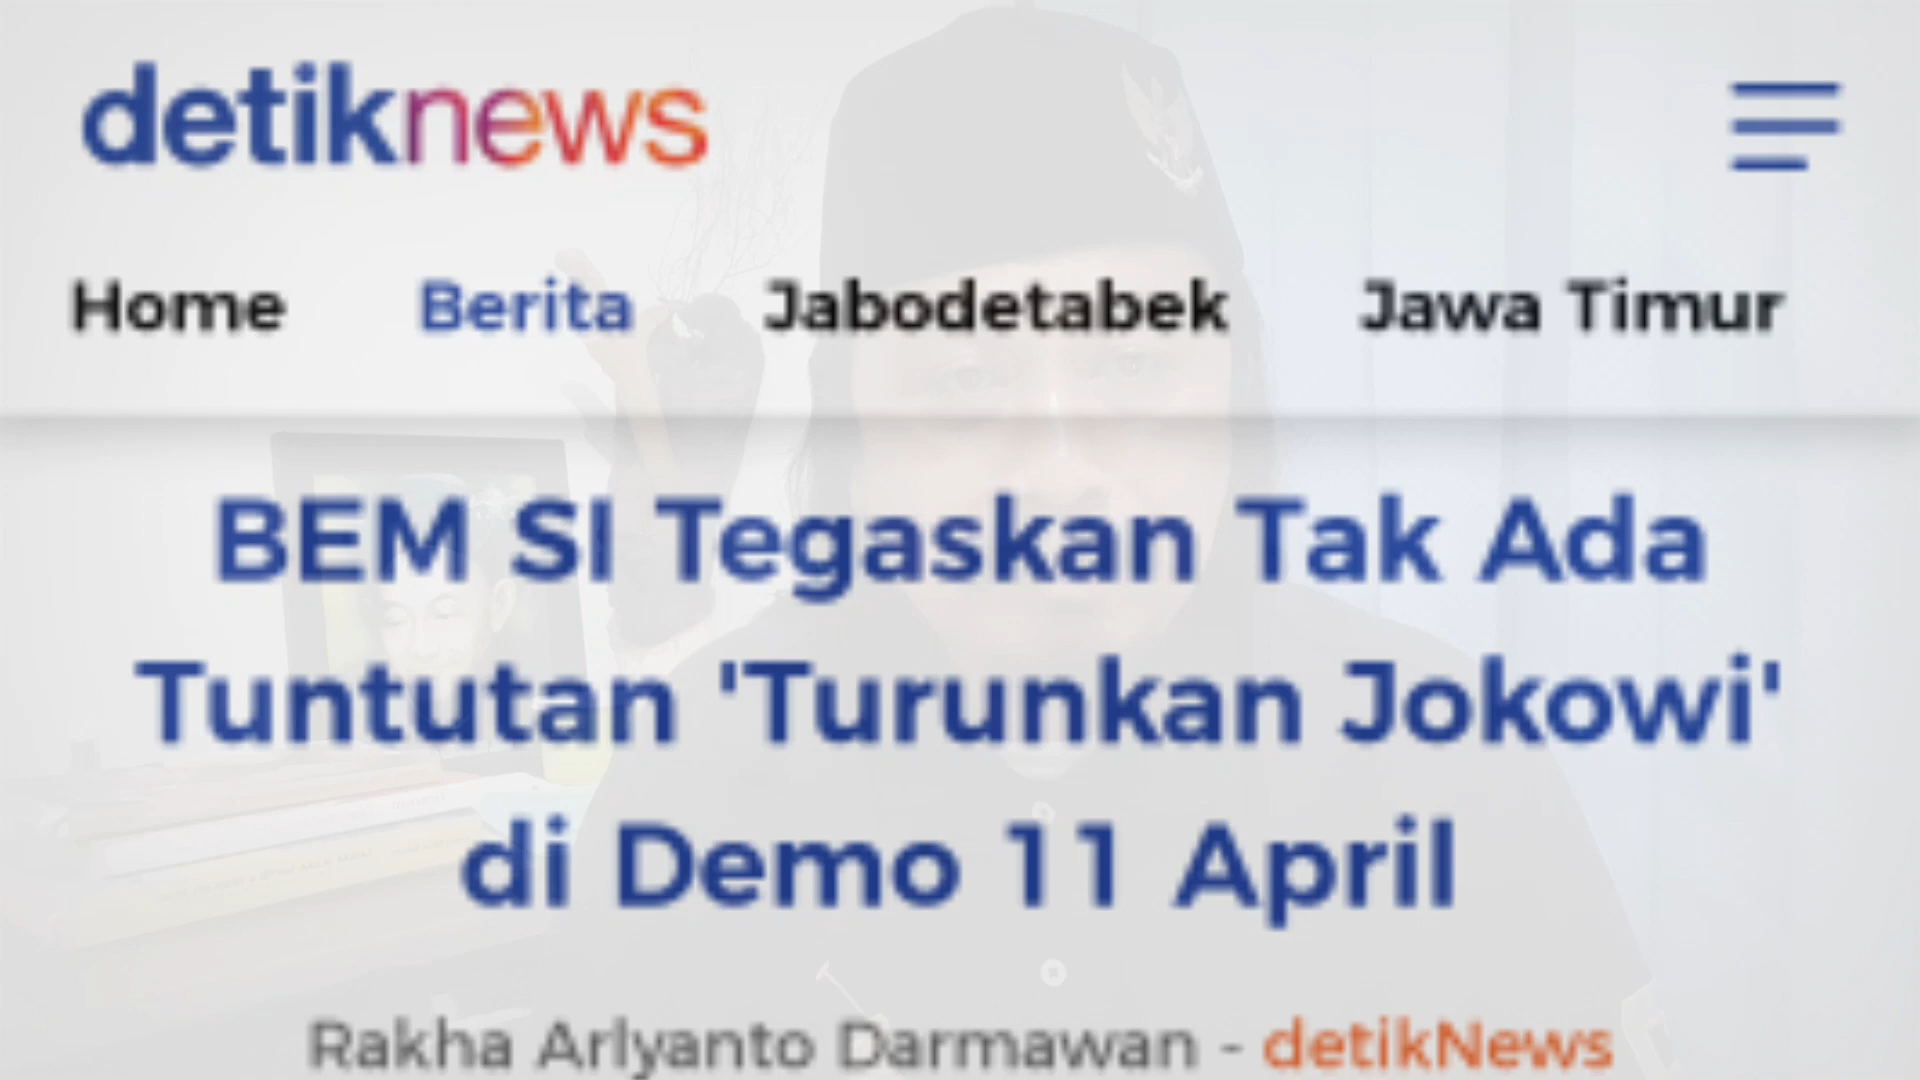 detiknews
Home Berita Jabodetabek Jawa Timur
BEM SI Tegaskan Tak Ada
Tuntutan 'Turunkan Jokowi'
di Demo 11 April
Rakha Arlyanto Darmawan - detikNews